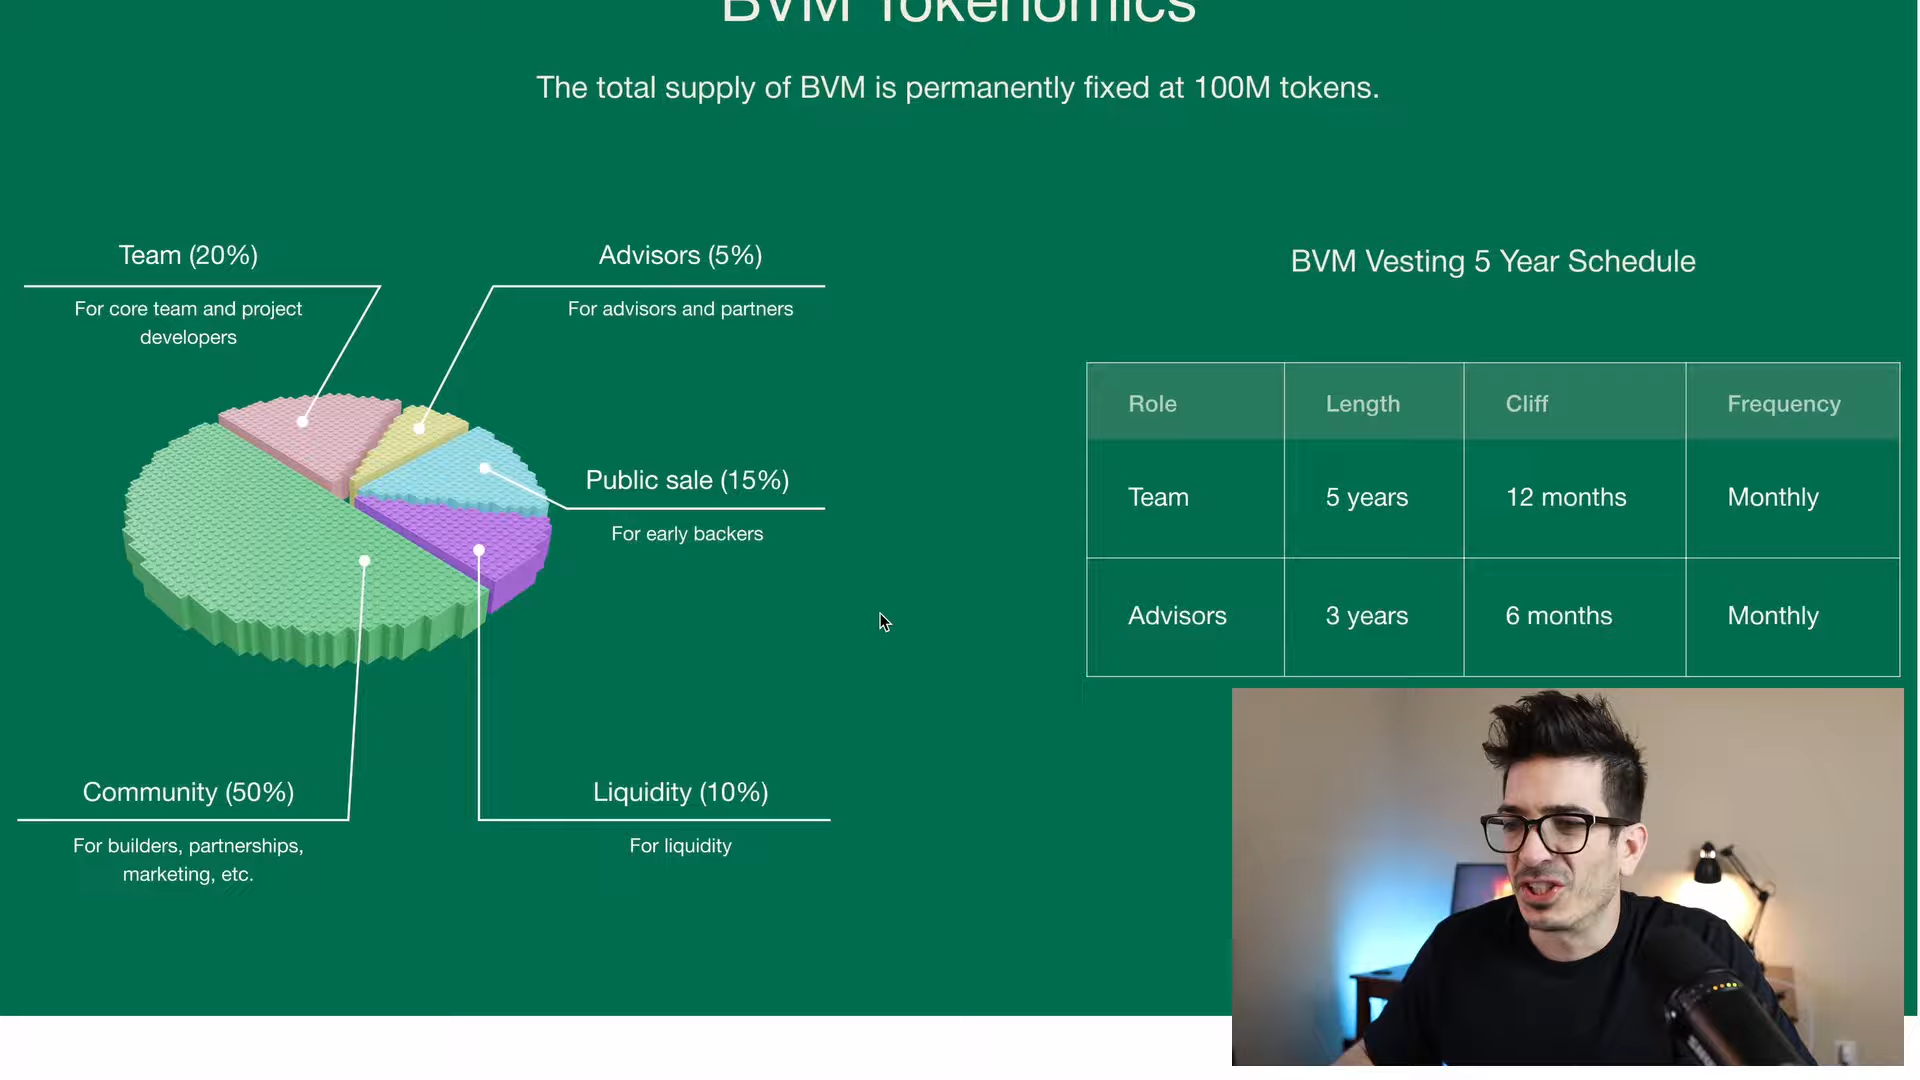 BVM Tokenomics
The total supply of BVM is permanently fixed at 100M tokens.
Team (20%)
For core team and project
developers
Advisors (5%)
For advisors and partners
Public sale (15%)
For early backers
Community (50%)
For builders, partnerships,
marketing, etc.
Liquidity (10%)
For liquidity
BVM Vesting 5 Year Schedule
Role Length Cliff Frequency
Team 5 years 12 months Monthly
Advisors 3 years 6 months Monthly